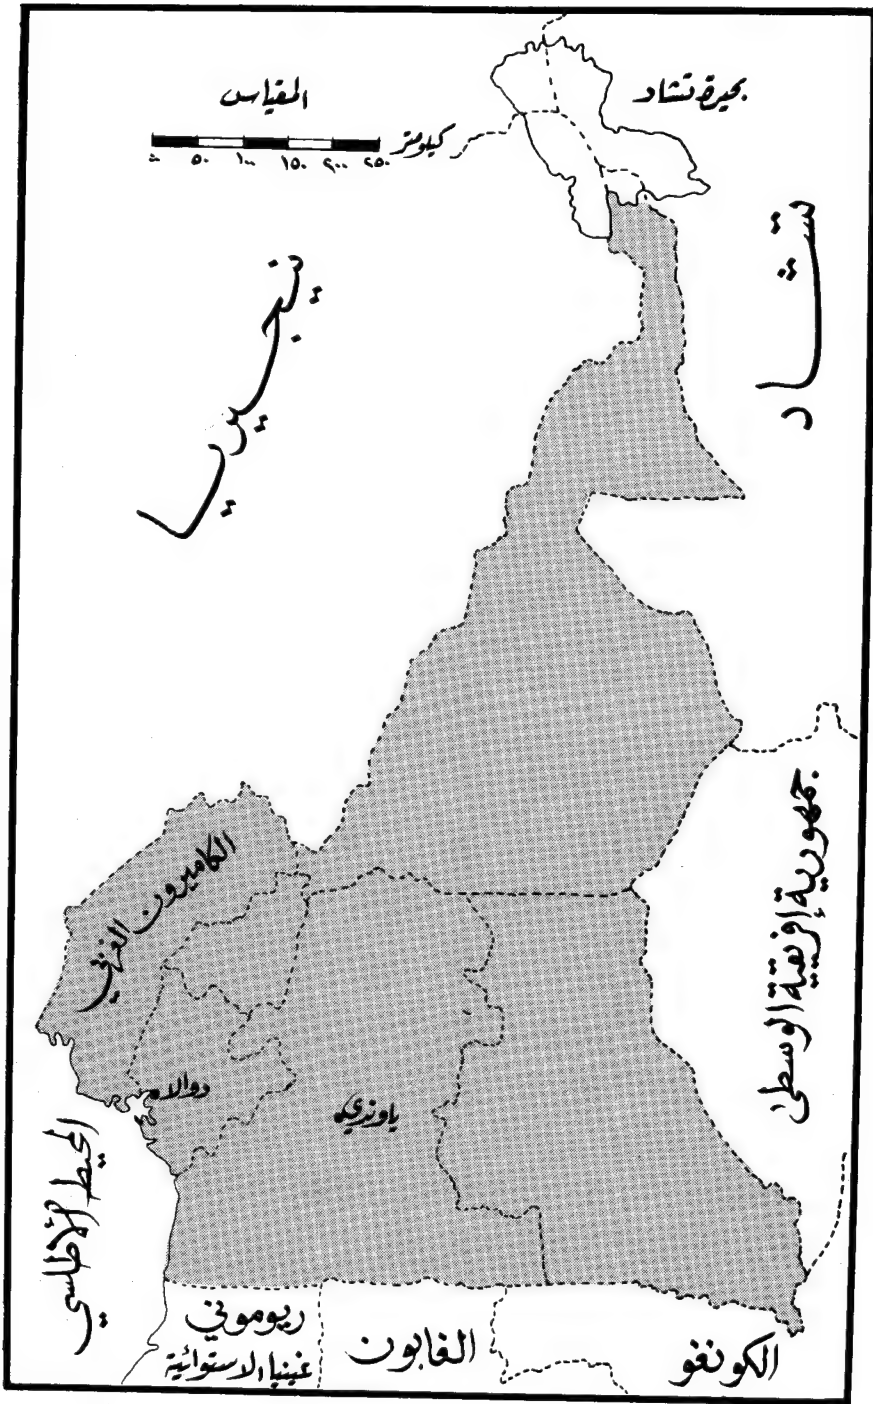 بحيرة تشاد
المقياس
كيلومتر
٥٠ ١٠٠ ١٥٠ ٢٠٠ ٢٥٠
تشاد
نيجيريا
جمهورية إفريقية الوسطى
الكاميرون الغربي
دوالا
ياوندي
المحيط الأطلسي
ريوموني
غينيا الاستوائية
الغابون
الكونغو